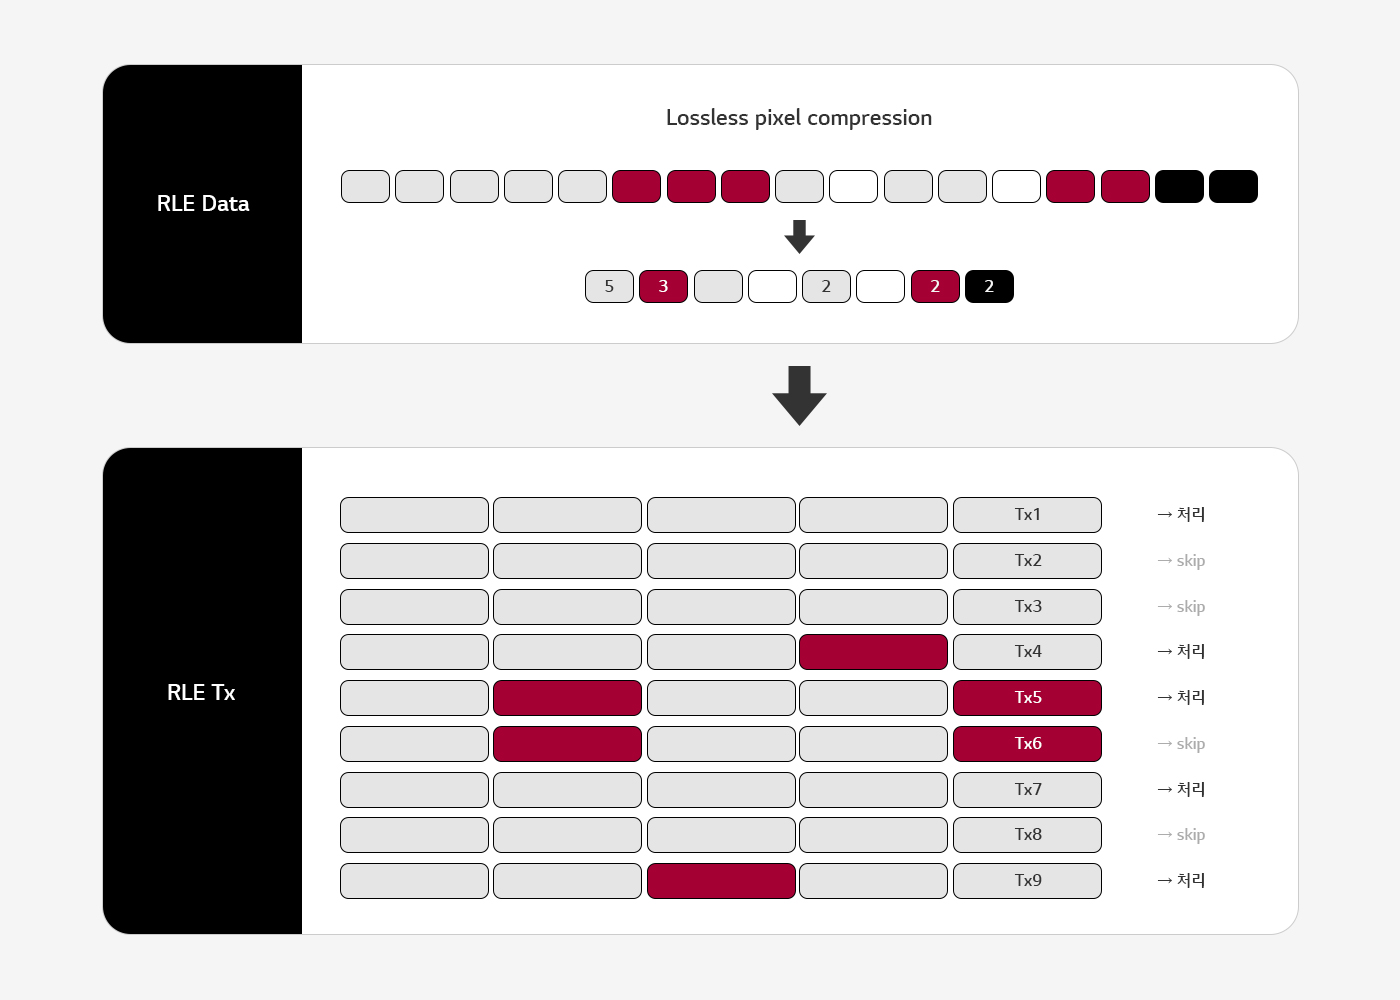 RLE Data
Lossless pixel compression
5 3 2 2 2
RLE Tx
Tx1 → 처리
Tx2 → skip
Tx3 → skip
Tx4 → 처리
Tx5 → 처리
Tx6 → skip
Tx7 → 처리
Tx8 → skip
Tx9 → 처리